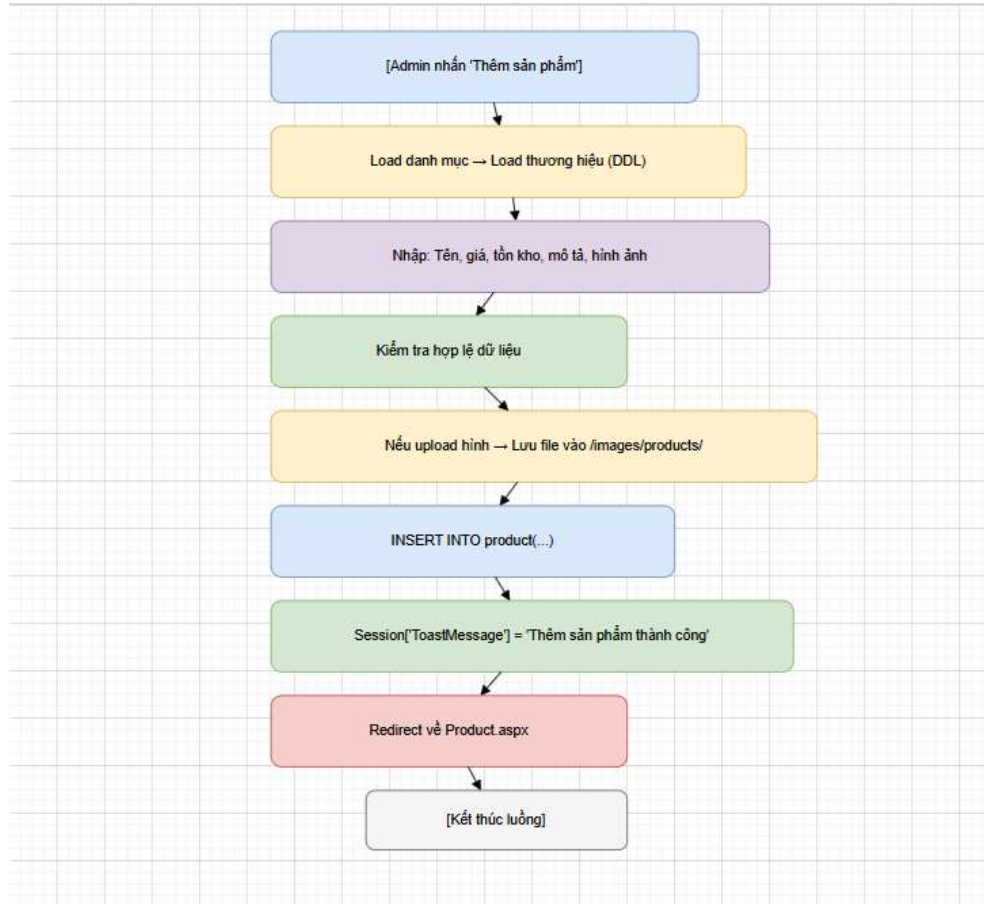 [Admin nhấn 'Thêm sản phẩm']
Load danh mục → Load thương hiệu (DDL)
Nhập: Tên, giá, tồn kho, mô tả, hình ảnh
Kiểm tra hợp lệ dữ liệu
Nếu upload hình → Lưu file vào /images/products/
INSERT INTO product(...)
Session['ToastMessage'] = 'Thêm sản phẩm thành công'
Redirect về Product.aspx
[Kết thúc luồng]